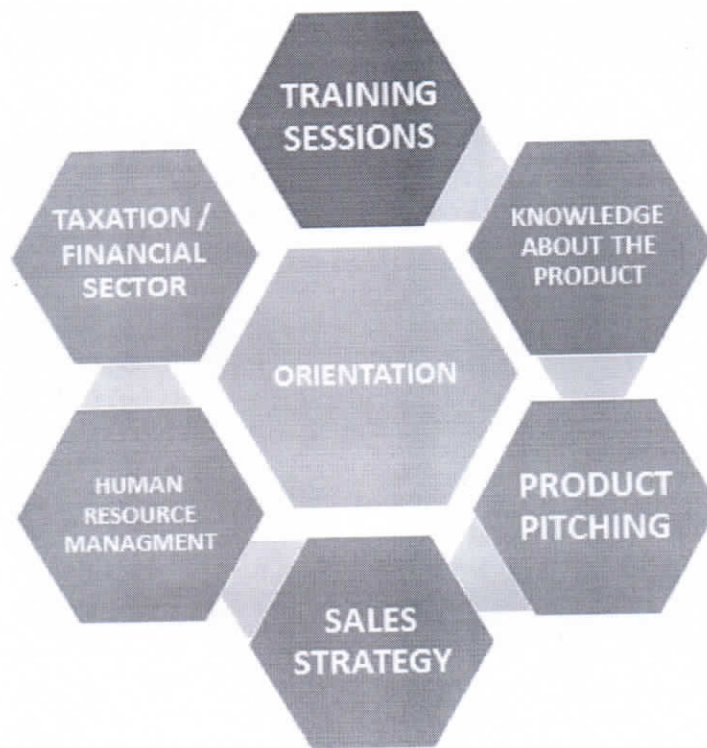 TRAINING
SESSIONS
KNOWLEDGE
ABOUT THE
PRODUCT
PRODUCT
PITCHING
SALES
STRATEGY
HUMAN
RESOURCE
MANAGMENT
TAXATION /
FINANCIAL
SECTOR
ORIENTATION